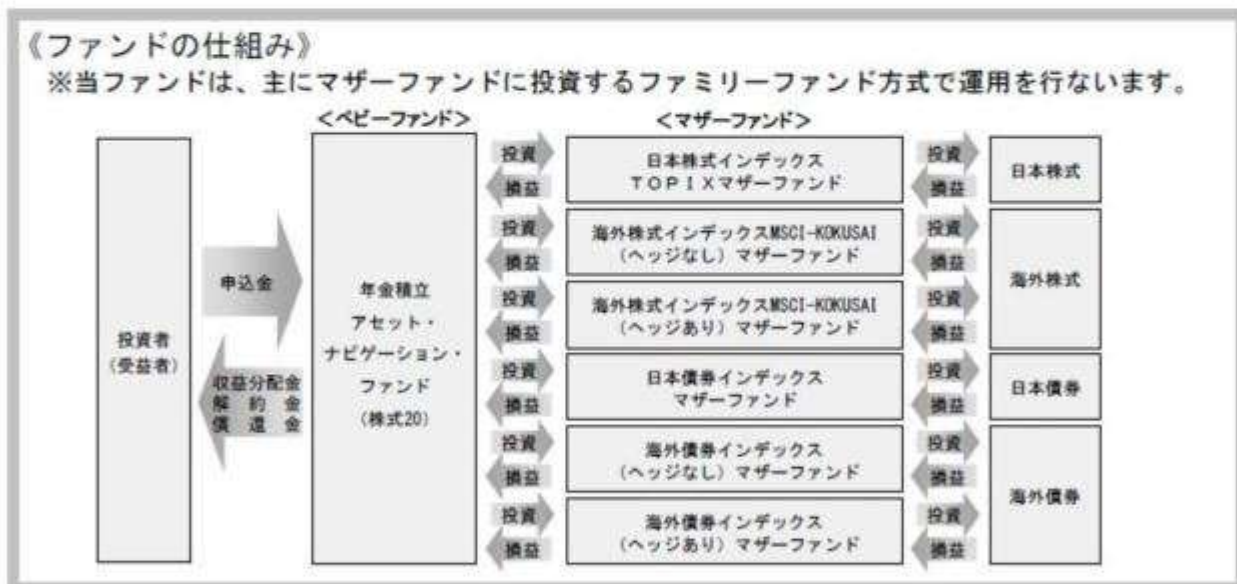 《ファンドの仕組み》
※当ファンドは、主にマザーファンドに投資するファミリーファンド方式で運用を行ないます。
＜ベビーファンド＞
＜マザーファンド＞
投資者
(受益者)
申込金
収益分配金
解約金
償還金
年金積立
アセット・
ナビゲーション・
ファンド
(株式20)
投資
損益
日本株式インデックス
ＴＯＰＩＸマザーファンド
投資
損益
日本株式
投資
損益
海外株式インデックスMSCI-KOKUSAI
(ヘッジなし) マザーファンド
投資
損益
投資
損益
海外株式インデックスMSCI-KOKUSAI
(ヘッジあり) マザーファンド
投資
損益
海外株式
投資
損益
日本債券インデックス
マザーファンド
投資
損益
日本債券
投資
損益
海外債券インデックス
(ヘッジなし) マザーファンド
投資
損益
投資
損益
海外債券インデックス
(ヘッジあり) マザーファンド
投資
損益
海外債券